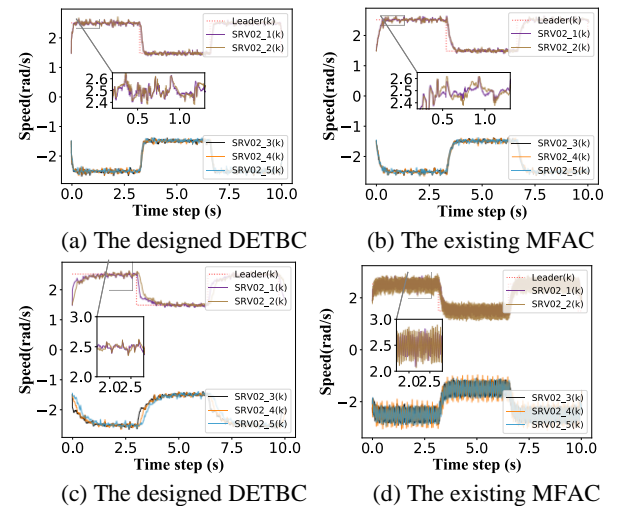 Speed(rad/s)
2
1
0
−1
−2
Leader(k)
SRV02_1(k)
SRV02_2(k)
2.6
2.5
2.4
0.5
1.0
SRV02_3(k)
SRV02_4(k)
SRV02_5(k)
0.0
2.5
5.0
7.5
10.0
Time step (s)
(a) The designed DETBC
Speed(rad/s)
2
1
0
−1
−2
Leader(k)
SRV02_1(k)
SRV02_2(k)
2.6
2.5
2.4
0.5
1.0
SRV02_3(k)
SRV02_4(k)
SRV02_5(k)
0.0
2.5
5.0
7.5
10.0
Time step (s)
(b) The existing MFAC
Speed(rad/s)
2
1
0
−1
−2
Leader(k)
SRV02_1(k)
SRV02_2(k)
3.0
2.5
2.0
2.0
2.5
SRV02_3(k)
SRV02_4(k)
SRV02_5(k)
0.0
2.5
5.0
7.5
10.0
Time step (s)
(c) The designed DETBC
Speed(rad/s)
2
0
−2
Leader(k)
SRV02_1(k)
SRV02_2(k)
3.0
2.5
2.0
2.0
2.5
SRV02_3(k)
SRV02_4(k)
SRV02_5(k)
0.0
2.5
5.0
7.5
10.0
Time step (s)
(d) The existing MFAC